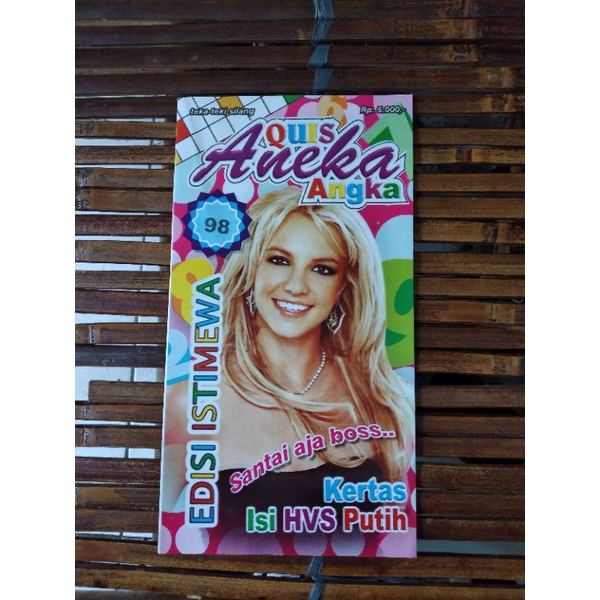 teka-teki silang
Rp. 5.000,-
QUIS
Aneka
Angka
98
EDISI ISTIMEWA
Santai aja boss..
Kertas
Isi HVS Putih